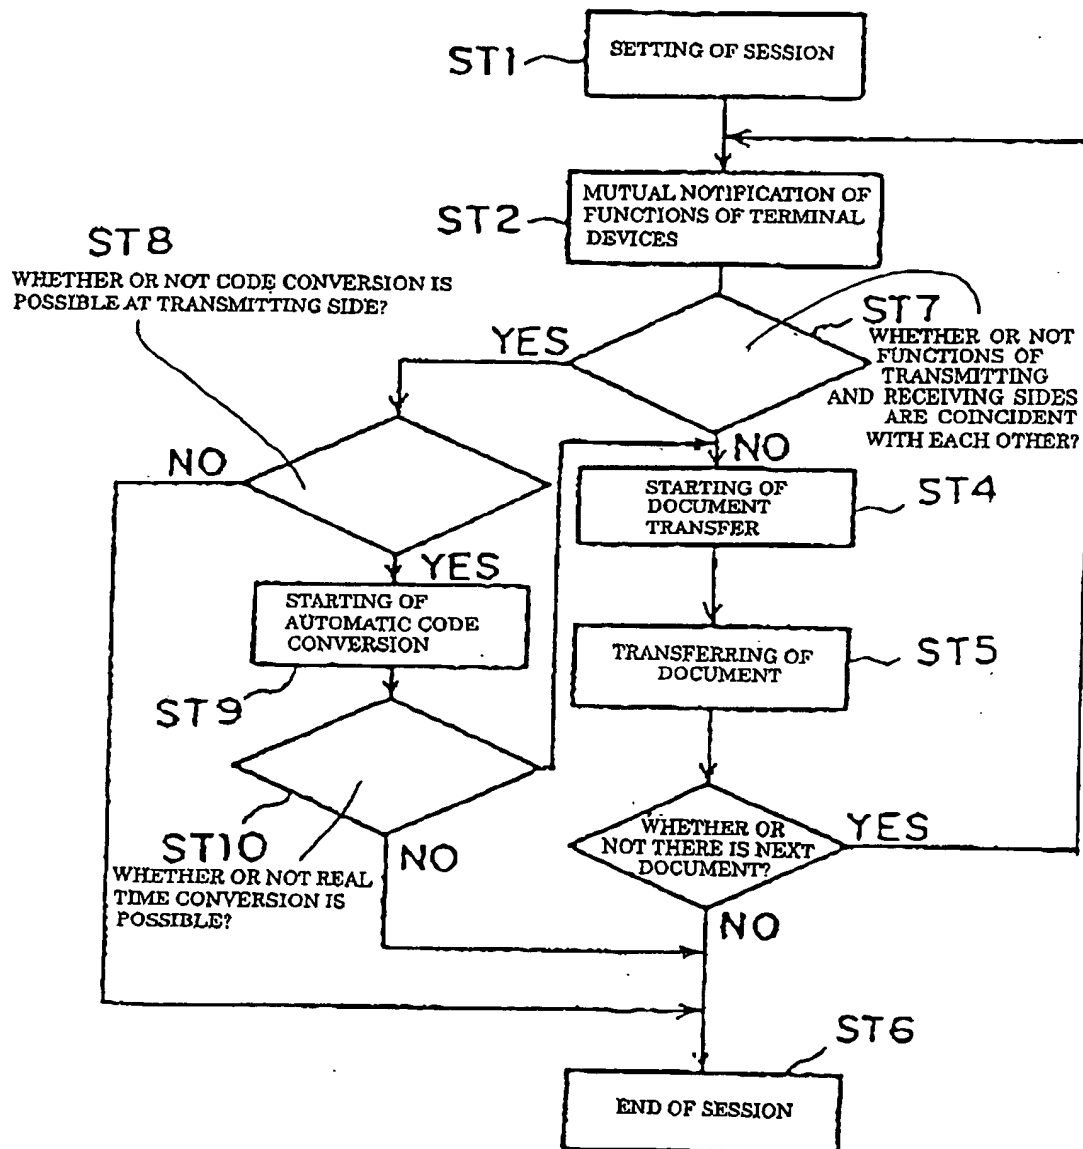 ST1
SETTING OF SESSION
ST2
MUTUAL NOTIFICATION OF
FUNCTIONS OF TERMINAL
DEVICES
ST8
WHETHER OR NOT CODE CONVERSION IS
POSSIBLE AT TRANSMITTING SIDE?
YES
ST7
WHETHER OR NOT
FUNCTIONS OF
TRANSMITTING
AND RECEIVING SIDES
ARE COINCIDENT
WITH EACH OTHER?
NO
NO
STARTING OF
DOCUMENT
TRANSFER
ST4
YES
STARTING OF
AUTOMATIC CODE
CONVERSION
ST9
TRANSFERRING OF
DOCUMENT
ST5
ST10
WHETHER OR NOT REAL
TIME CONVERSION IS
POSSIBLE?
NO
WHETHER OR
NOT THERE IS NEXT
DOCUMENT?
YES
NO
ST6
END OF SESSION